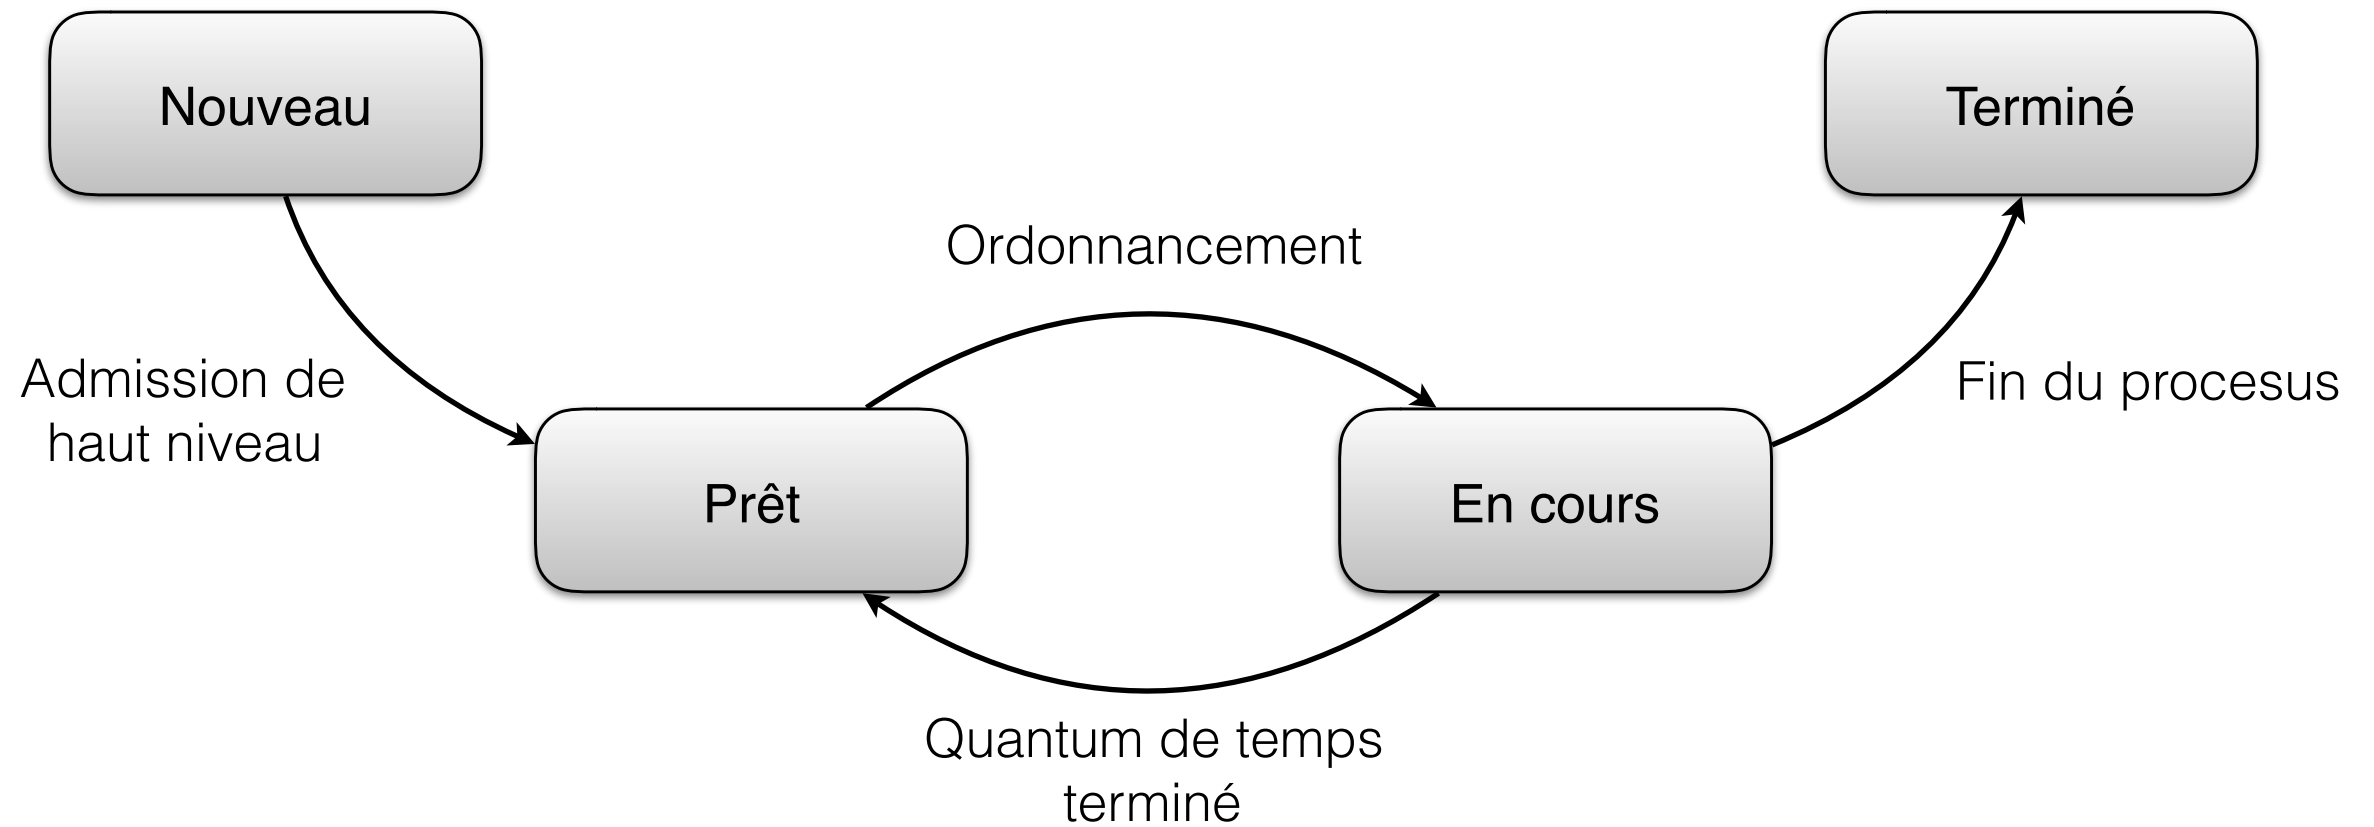 Nouveau
Terminé
Ordonnancement
Admission de
haut niveau
Fin du procesus
Prêt
En cours
Quantum de temps
terminé